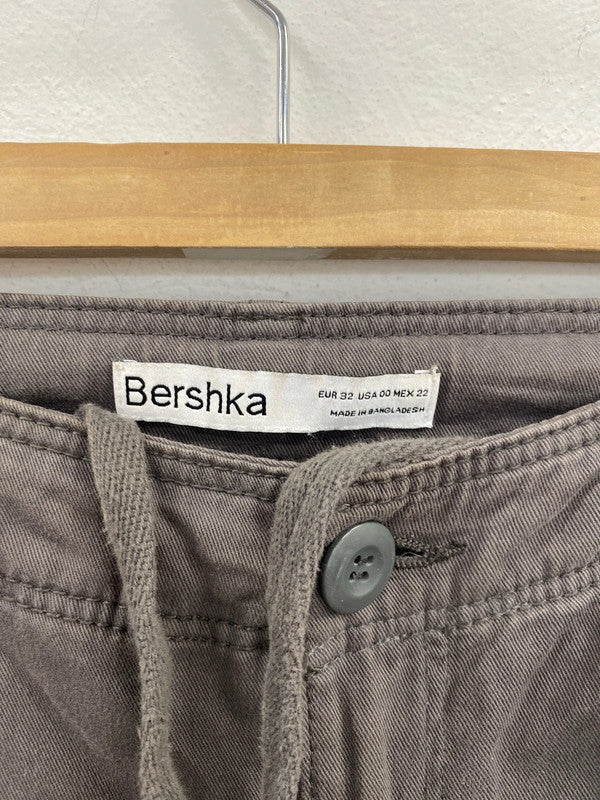 Bershka
EUR 32 USA 00 MEX 22
MADE IN BANGLADESH